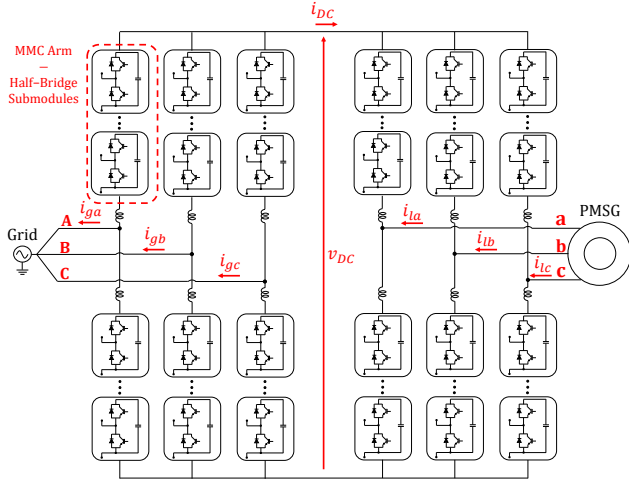 i_DC
MMC Arm
–
Half–Bridge
Submodules
A
i_ga
i_la
a
PMSG
Grid
B
i_gb
i_lb
b
v_DC
C
i_gc
i_lc
c